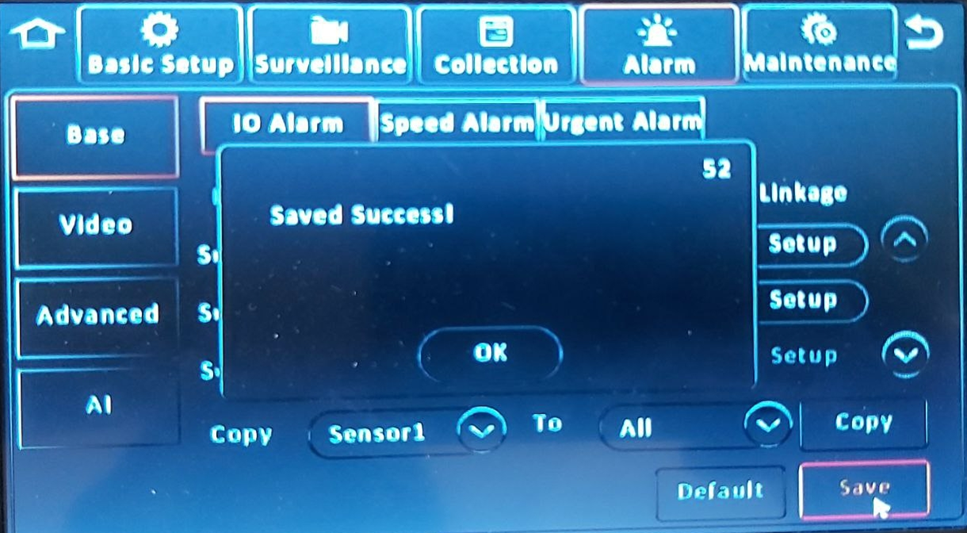 Basic Setup
Surveillance
Collection
Alarm
Maintenance
Base
Video
Advanced
AI
IO Alarm
Speed Alarm
Urgent Alarm
52
Saved Success!
OK
Linkage
Setup
Setup
Setup
Copy
Sensor1
To
All
Copy
Default
Save